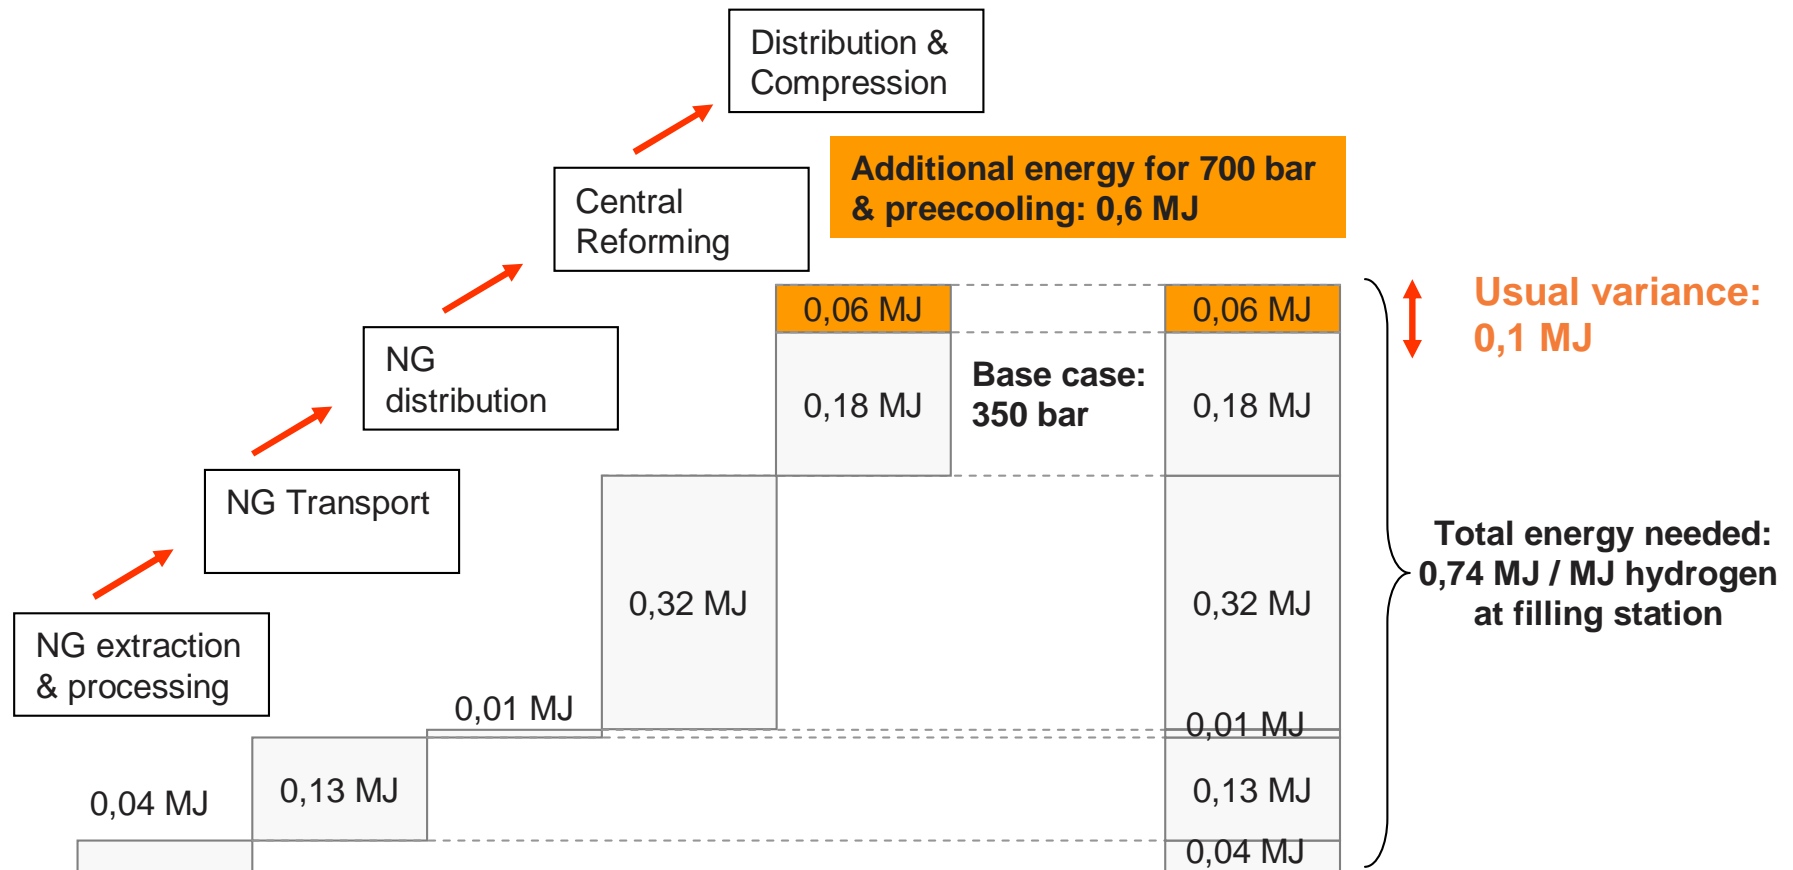 Distribution &
Compression
Additional energy for 700 bar
& preecooling: 0,6 MJ
Central
Reforming
Usual variance:
0,1 MJ
0,06 MJ
0,06 MJ
NG
distribution
Base case:
350 bar
0,18 MJ
0,18 MJ
NG Transport
Total energy needed:
0,74 MJ / MJ hydrogen
at filling station
0,32 MJ
0,32 MJ
NG extraction
& processing
0,01 MJ
0,01 MJ
0,13 MJ
0,13 MJ
0,04 MJ
0,04 MJ